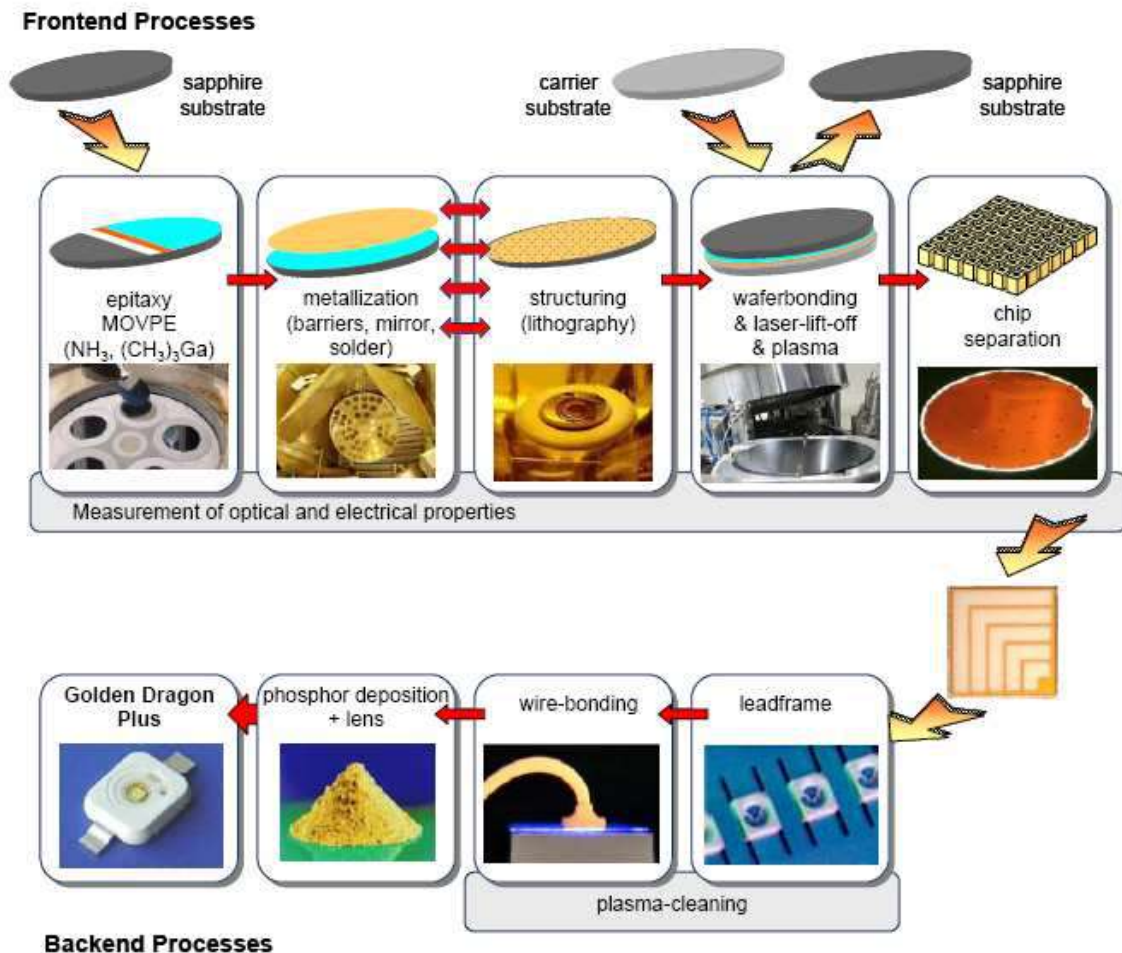 Frontend Processes
sapphire
substrate
carrier
substrate
sapphire
substrate
epitaxy
MOVPE
(NH₃, (CH₃)₃Ga)
metallization
(barriers, mirror,
solder)
structuring
(lithography)
waferbonding
& laser-lift-off
& plasma
chip
separation
Measurement of optical and electrical properties
Golden Dragon
Plus
phosphor deposition
+ lens
wire-bonding
leadframe
plasma-cleaning
Backend Processes